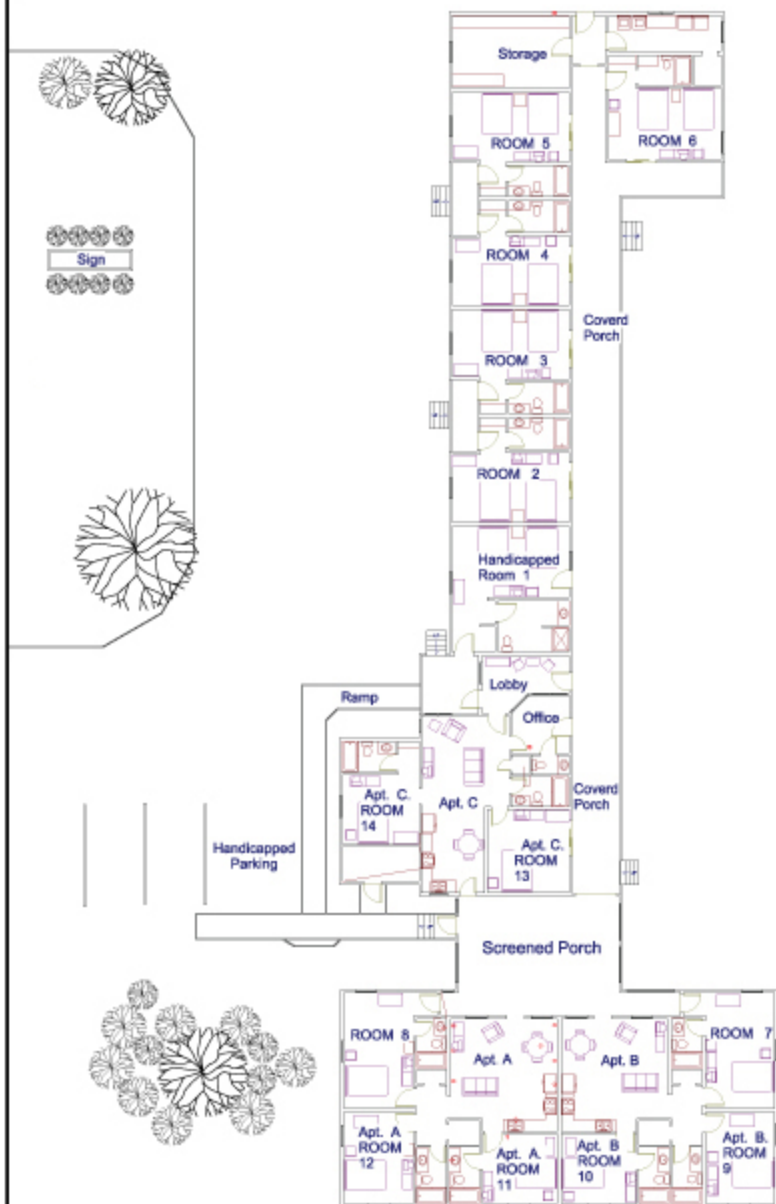 Storage
ROOM 5
ROOM 6
Sign
ROOM 4
Coverd
Porch
ROOM 3
ROOM 2
Handicapped
Room 1
Lobby
Ramp
Office
Apt. C.
ROOM
14
Apt. C
Coverd
Porch
Apt. C.
ROOM
13
Handicapped
Parking
Screened Porch
ROOM 8
Apt. A
Apt. B
ROOM 7
Apt. A
ROOM
12
Apt. A.
ROOM
11
Apt. B
ROOM
10
Apt. B.
ROOM
9